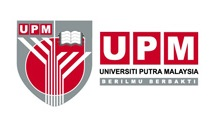 UPM
UPM
UNIVERSITI PUTRA MALAYSIA
BERILMU BERBAKTI